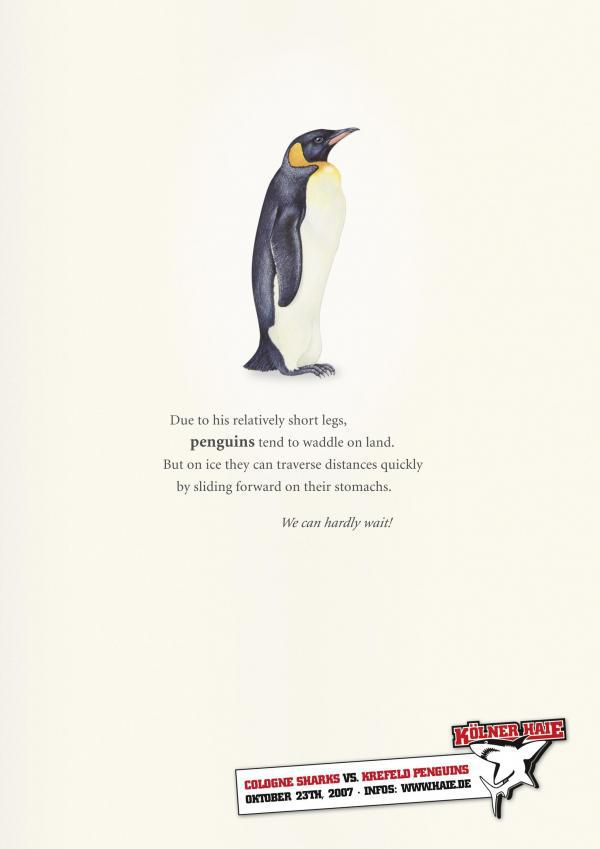 Due to his relatively short legs,
penguins tend to waddle on land.
But on ice they can traverse distances quickly
by sliding forward on their stomachs.
We can hardly wait!
KÖLNER HAIE
COLOGNE SHARKS VS. KREFELD PENGUINS
OKTOBER 23TH, 2007 · INFOS: WWW.HAIE.DE